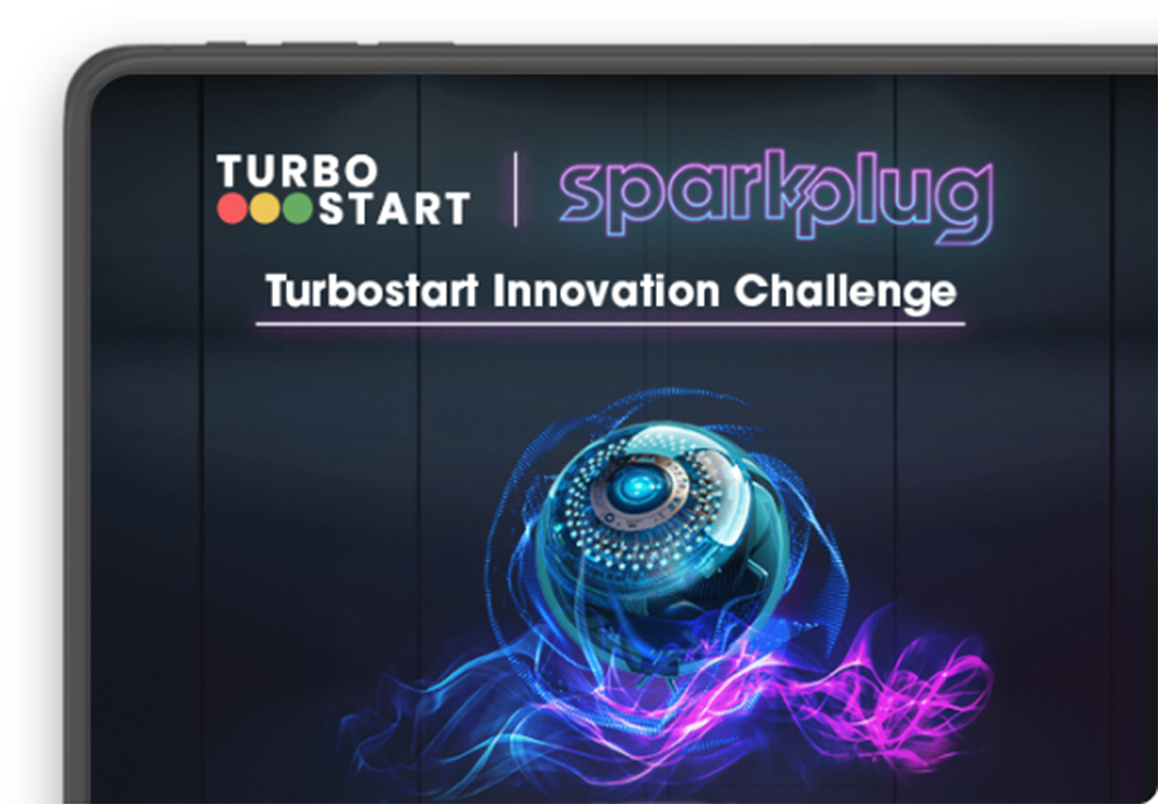 TURBO
START
sparkplug
Turbostart Innovation Challenge